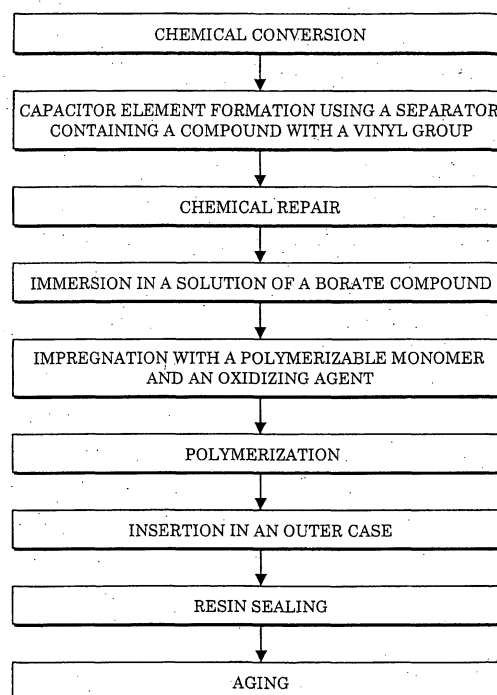 CHEMICAL CONVERSION
CAPACITOR ELEMENT FORMATION USING A SEPARATOR
CONTAINING A COMPOUND WITH A VINYL GROUP
CHEMICAL REPAIR
IMMERSION IN A SOLUTION OF A BORATE COMPOUND
IMPREGNATION WITH A POLYMERIZABLE MONOMER
AND AN OXIDIZING AGENT
POLYMERIZATION
INSERTION IN AN OUTER CASE
RESIN SEALING
AGING